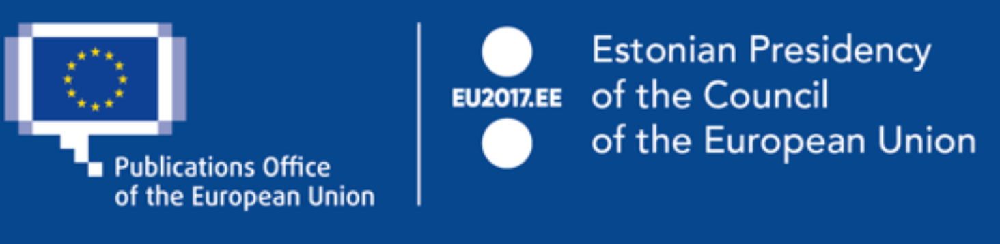 Publications Office
of the European Union
EU2017.EE
Estonian Presidency
of the Council
of the European Union